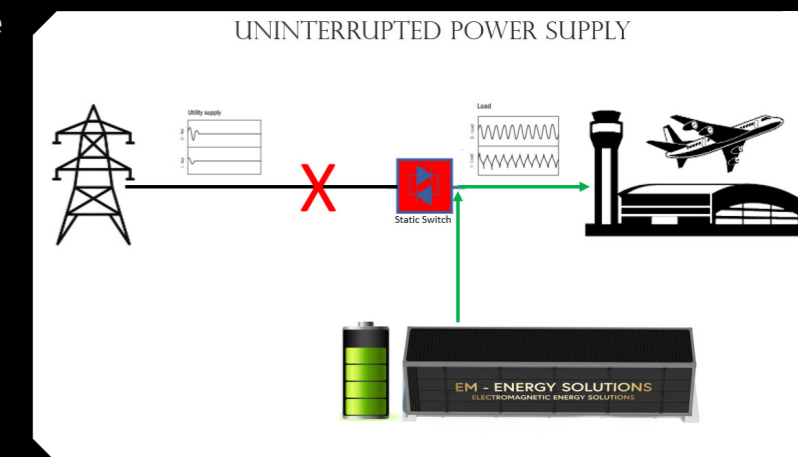 e
UNINTERRUPTED POWER SUPPLY
Utility supply
Load
X
Static Switch
EM - ENERGY SOLUTIONS
ELECTROMAGNETIC ENERGY SOLUTIONS